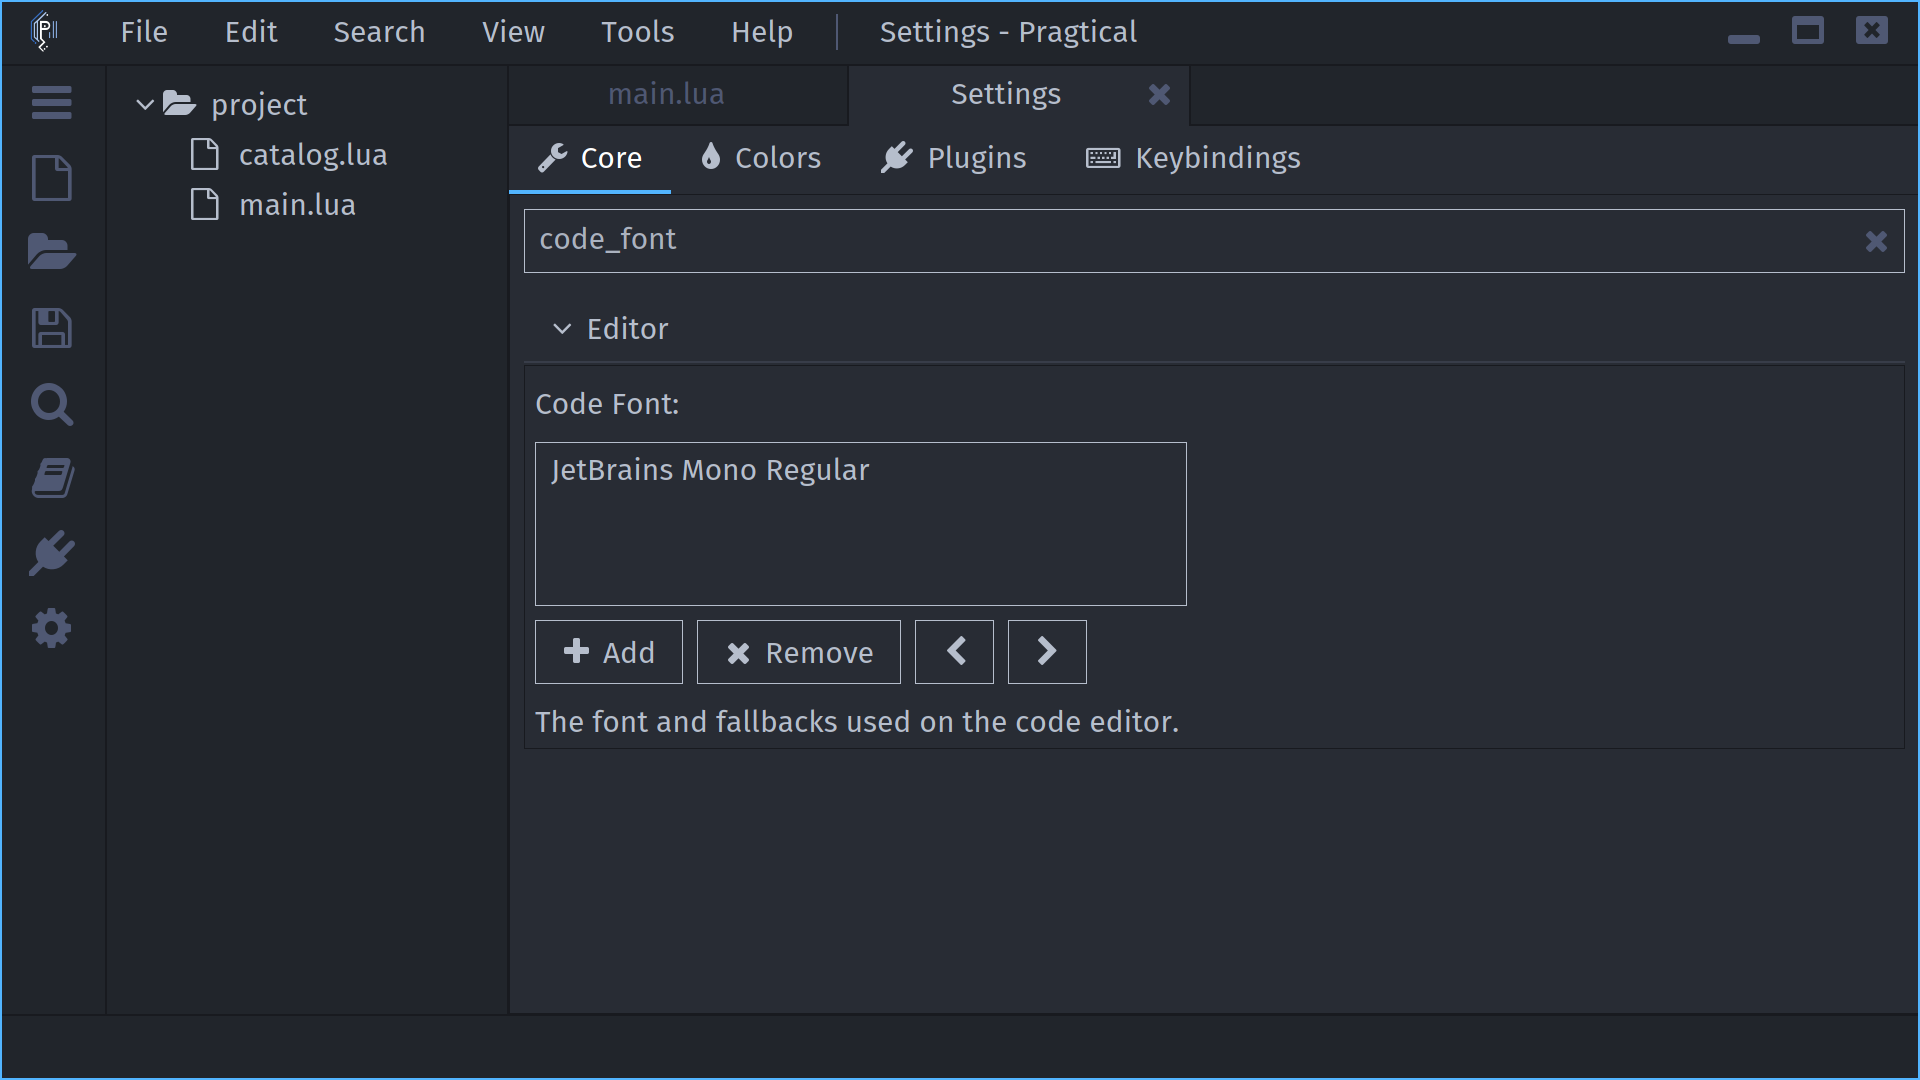 File Edit Search View Tools Help Settings - Pragtical
project
catalog.lua
main.lua
main.lua Settings
Core Colors Plugins Keybindings
code_font
Editor
Code Font:
JetBrains Mono Regular
Add Remove
The font and fallbacks used on the code editor.